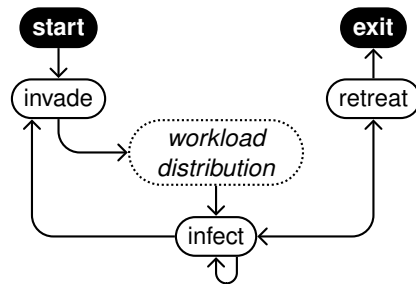 start
exit
invade
retreat
workload
distribution
infect